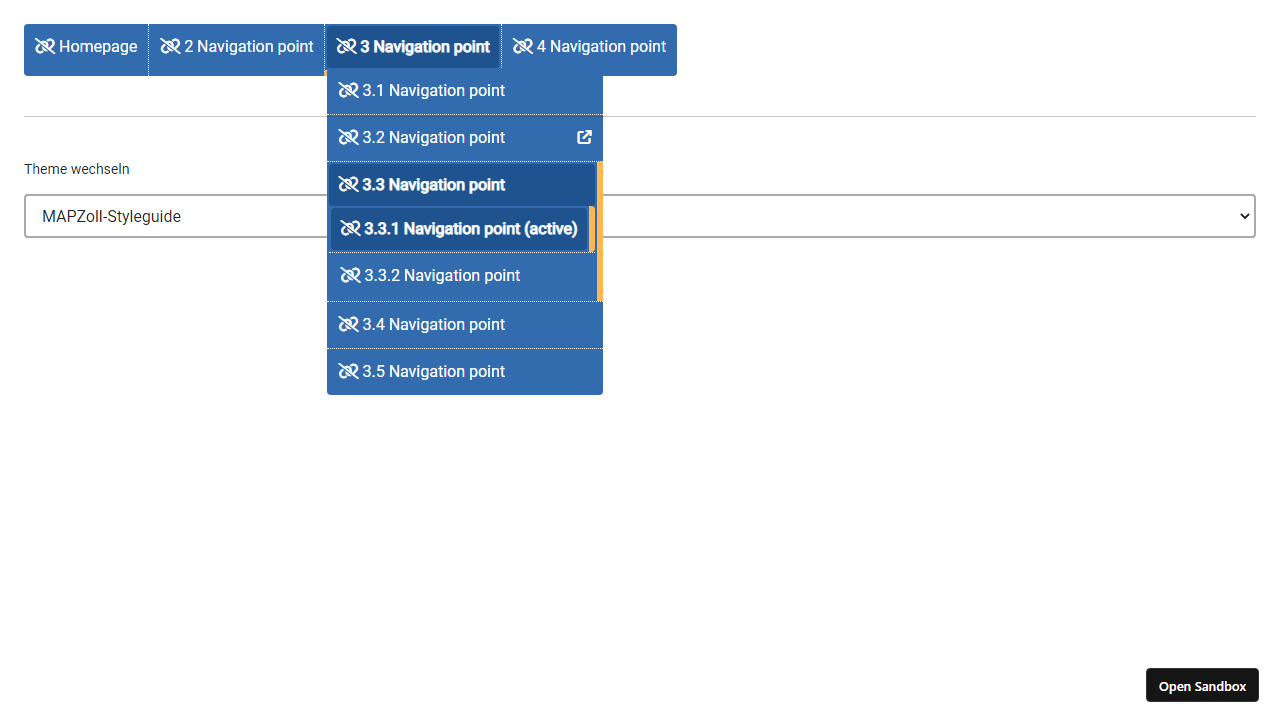 Homepage
2 Navigation point
3 Navigation point
4 Navigation point
3.1 Navigation point
3.2 Navigation point
Theme wechseln
3.3 Navigation point
MAPZoll-Styleguide
3.3.1 Navigation point (active)
3.3.2 Navigation point
3.4 Navigation point
3.5 Navigation point
Open Sandbox